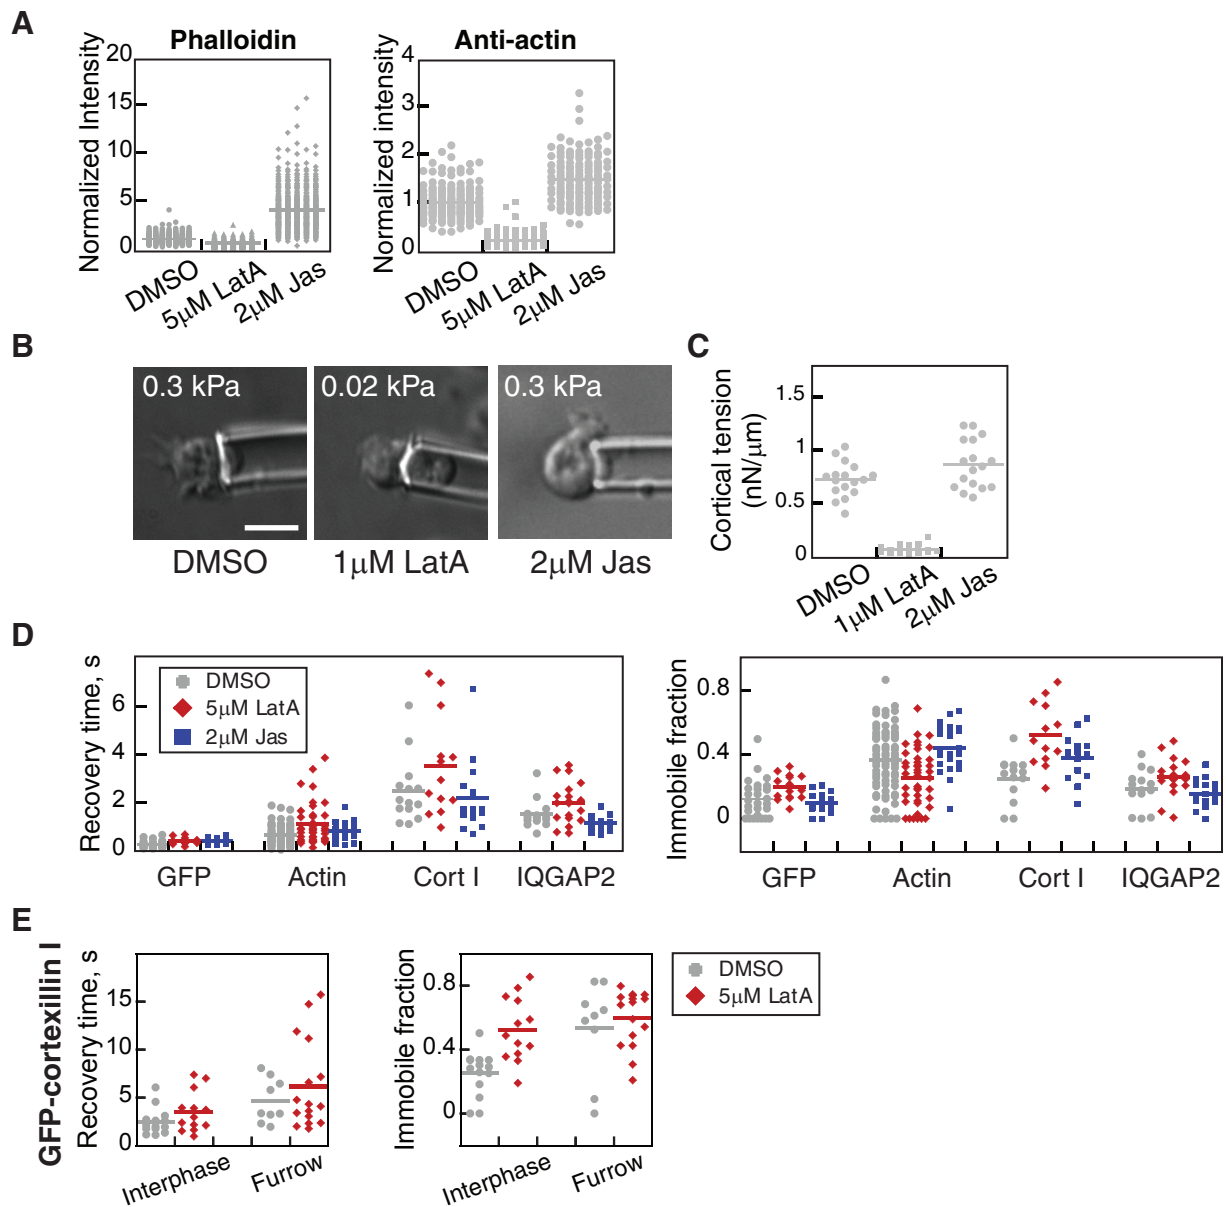 A
Phalloidin
Anti-actin
Normalized Intensity
20
15
10
5
0
Normalized intensity
4
3
2
1
0
DMSO
5μM LatA
2μM Jas
DMSO
5μM LatA
2μM Jas
B
0.3 kPa
0.02 kPa
0.3 kPa
DMSO
1μM LatA
2μM Jas
C
Cortical tension
(nN/μm)
1.5
1
0.5
0
DMSO
1μM LatA
2μM Jas
D
Recovery time, s
6
4
2
0
DMSO
5μM LatA
2μM Jas
GFP
Actin
Cort I
IQGAP2
Immobile fraction
0.8
0.4
0
GFP
Actin
Cort I
IQGAP2
E
GFP-cortexillin I
Recovery time, s
15
10
5
0
Interphase
Furrow
Immobile fraction
0.8
0.4
0
Interphase
Furrow
DMSO
5μM LatA